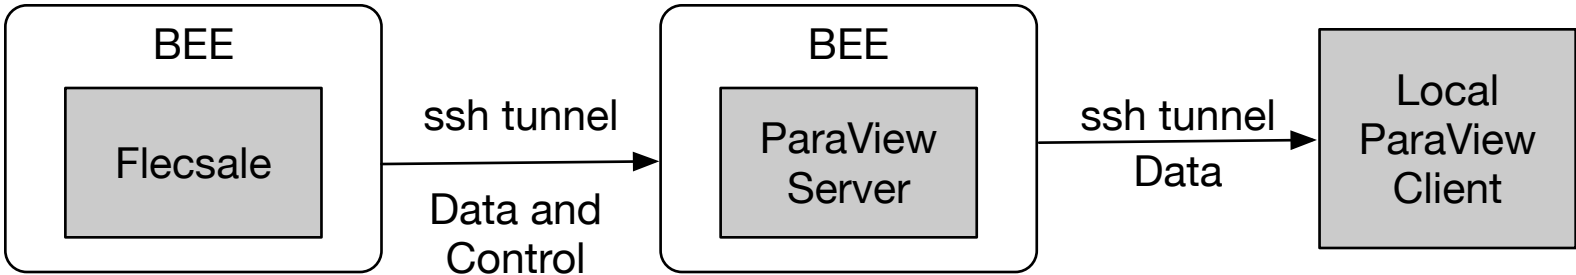 BEE
Flecsale
ssh tunnel
Data and
Control
BEE
ParaView
Server
ssh tunnel
Data
Local
ParaView
Client